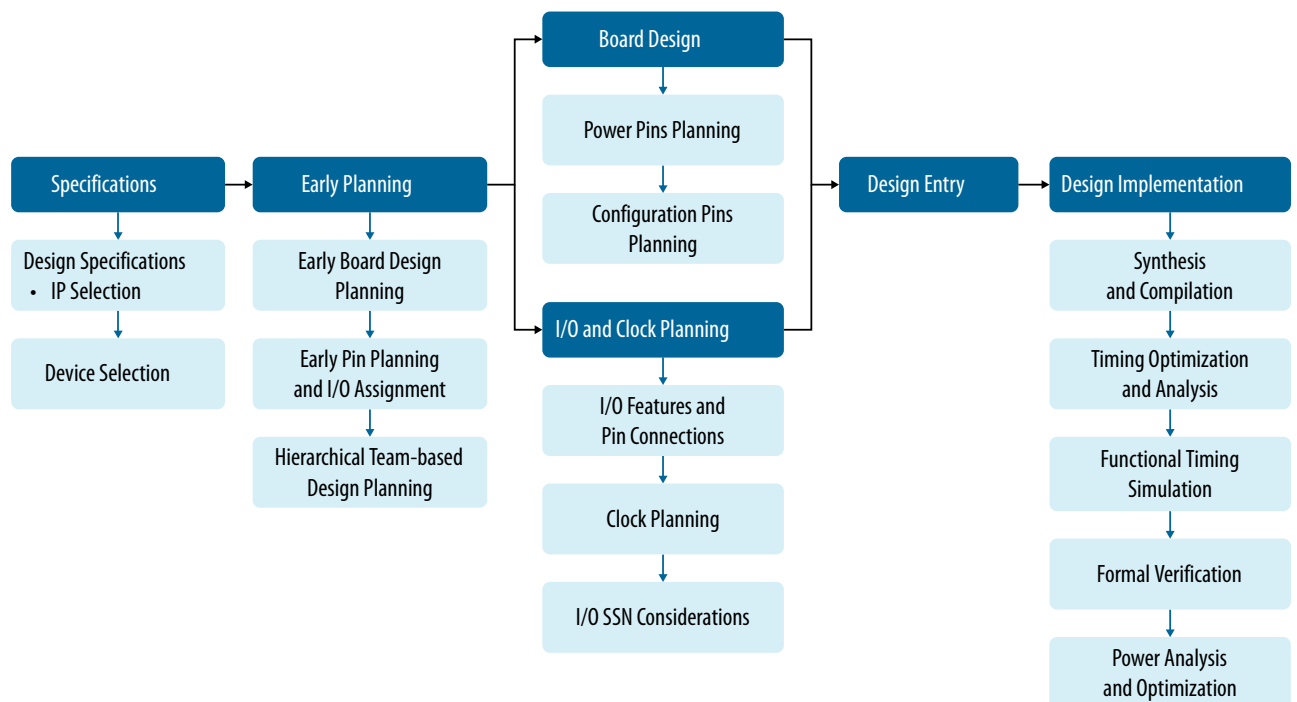 Specifications
Design Specifications
• IP Selection
Device Selection
Early Planning
Early Board Design
Planning
Early Pin Planning
and I/O Assignment
Hierarchical Team-based
Design Planning
Board Design
Power Pins Planning
Configuration Pins
Planning
I/O and Clock Planning
I/O Features and
Pin Connections
Clock Planning
I/O SSN Considerations
Design Entry
Design Implementation
Synthesis
and Compilation
Timing Optimization
and Analysis
Functional Timing
Simulation
Formal Verification
Power Analysis
and Optimization